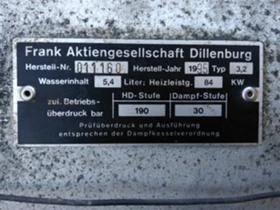 Frank Aktiengesellschaft Dillenburg
Herstell-Nr. 011160 Herstell-Jahr 1995 Typ 3,2
Wasserinhalt 5,4 Liter; Heizleistg. 84 KW
zul. Betriebs- HD-Stufe Dampf-Stufe
überdruck bar 190 30
Prüfüberdruck und Ausführung
entsprechen der Dampfkesselverordnung